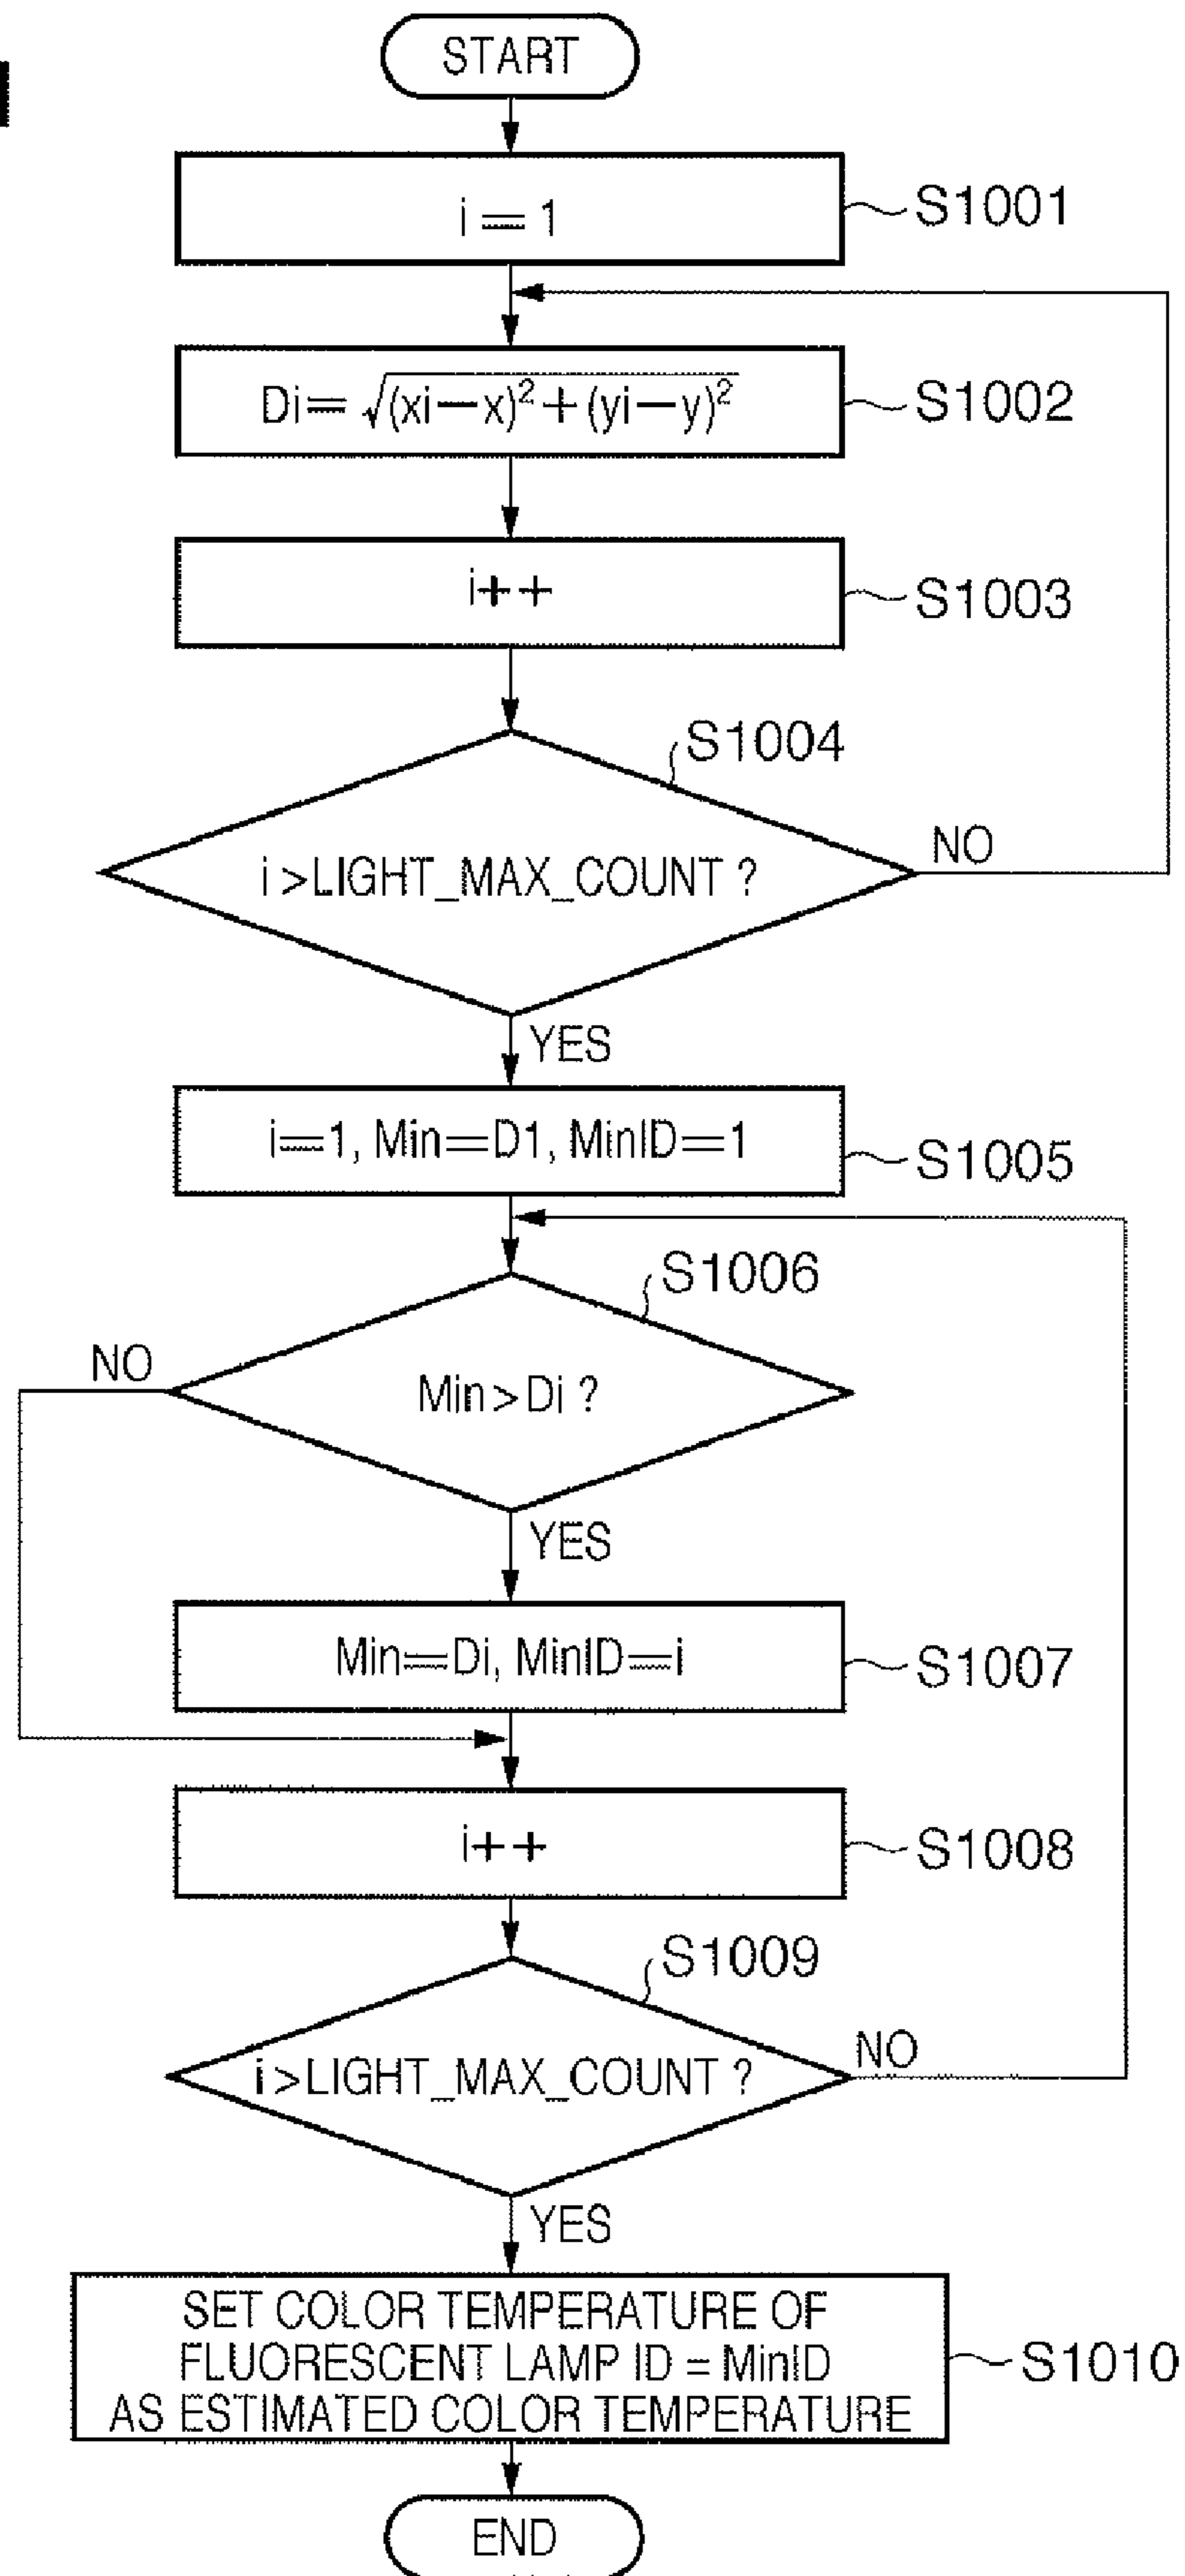 START
i=1
S1001
Di=√(xi-x)²+(yi-y)²
S1002
i++
S1003
S1004
i>LIGHT_MAX_COUNT?
NO
YES
i=1, Min=D1, MinID=1
S1005
S1006
NO
Min>Di?
YES
Min=Di, MinID=i
S1007
i++
S1008
S1009
i>LIGHT_MAX_COUNT?
NO
YES
SET COLOR TEMPERATURE OF
FLUORESCENT LAMP ID = MinID
AS ESTIMATED COLOR TEMPERATURE
S1010
END